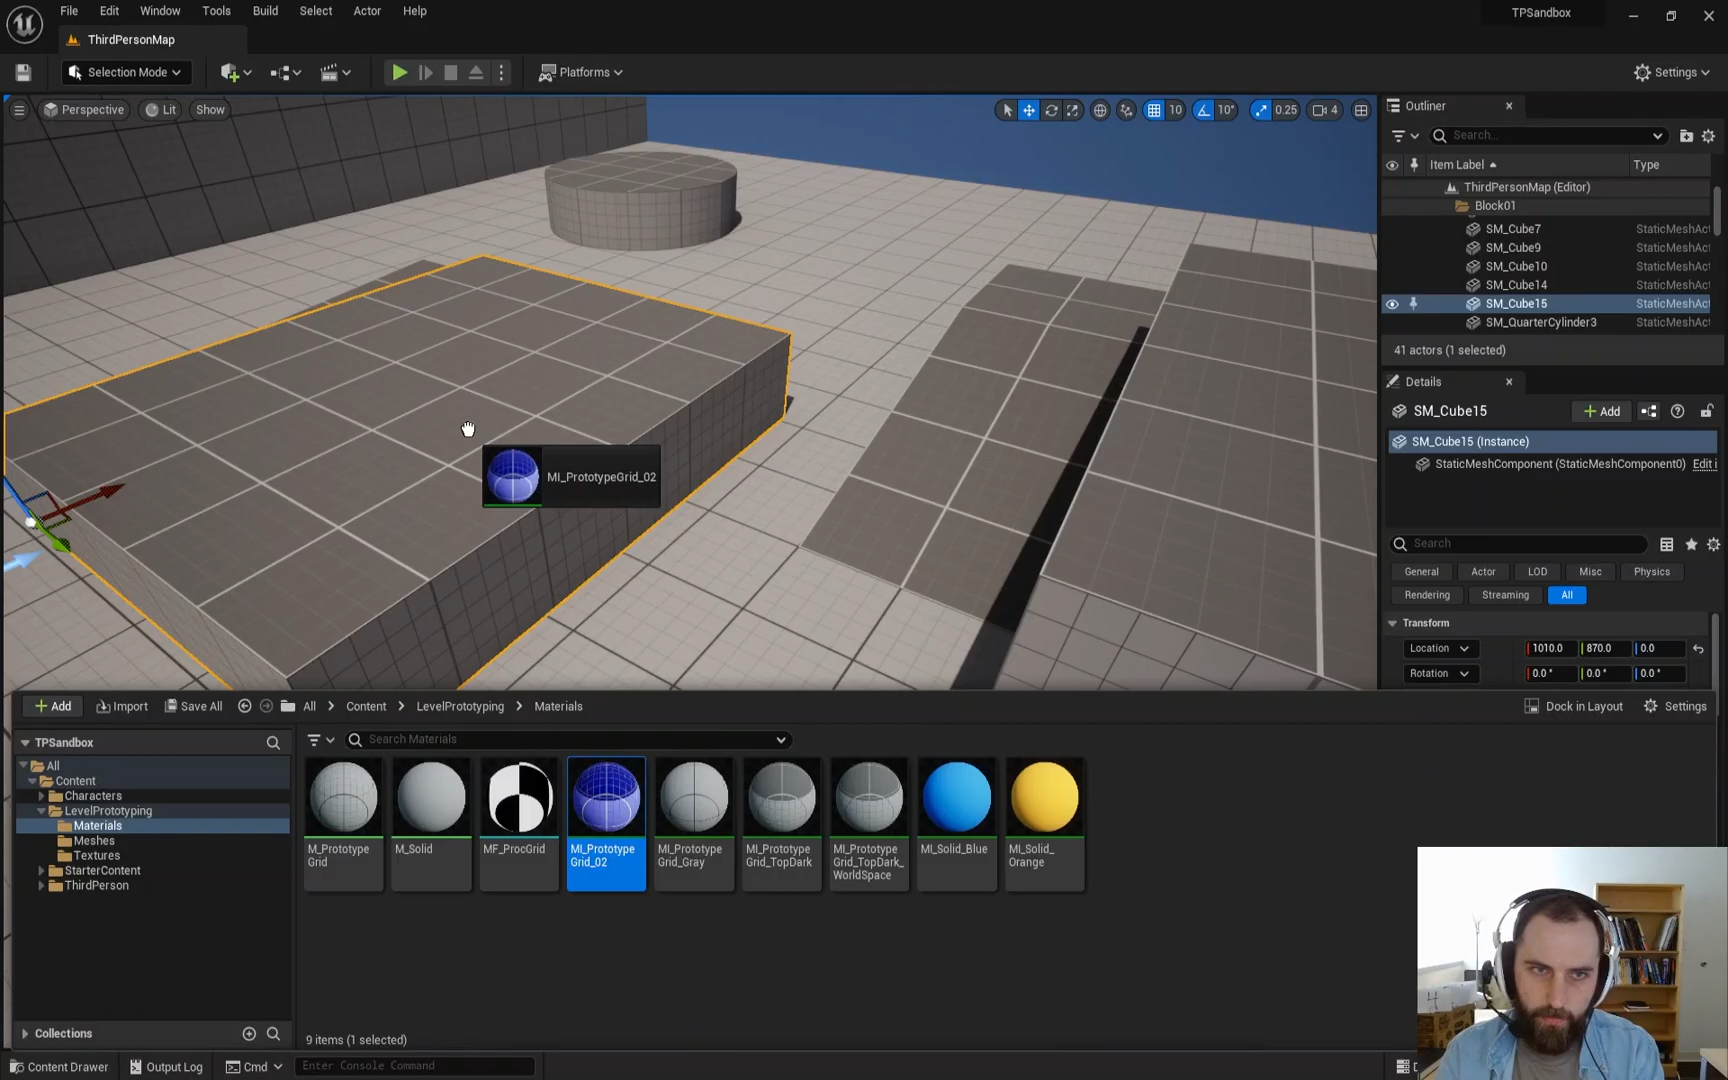 File Edit Window Tools Build Select Actor Help
TPSandbox
ThirdPersonMap
Selection Mode
Platforms
Settings
Perspective Lit Show
10 10° 0.25 4
MI_PrototypeGrid_02
Outliner
Search...
Item Label Type
ThirdPersonMap (Editor)
Block01
SM_Cube7 StaticMeshAct
SM_Cube9 StaticMeshAct
SM_Cube10 StaticMeshAct
SM_Cube14 StaticMeshAct
SM_Cube15 StaticMeshAct
SM_QuarterCylinder3 StaticMeshAct
41 actors (1 selected)
Details
SM_Cube15
Add
SM_Cube15 (Instance)
StaticMeshComponent (StaticMeshComponent0) Edit i
Search
General Actor LOD Misc Physics
Rendering Streaming All
Transform
Location 1010.0 870.0 0.0
Rotation 0.0° 0.0° 0.0°
Add Import Save All All > Content > LevelPrototyping > Materials
Dock in Layout Settings
TPSandbox
Search Materials
All
Content
Characters
LevelPrototyping
Materials
Meshes
Textures
StarterContent
ThirdPerson
M_Prototype
Grid
M_Solid
MF_ProcGrid
MI_Prototype
Grid_02
MI_Prototype
Grid_Gray
MI_Prototype
Grid_TopDark
MI_Prototype
Grid_TopDark_
WorldSpace
MI_Solid_Blue
MI_Solid_
Orange
Collections
9 items (1 selected)
Content Drawer Output Log Cmd Enter Console Command